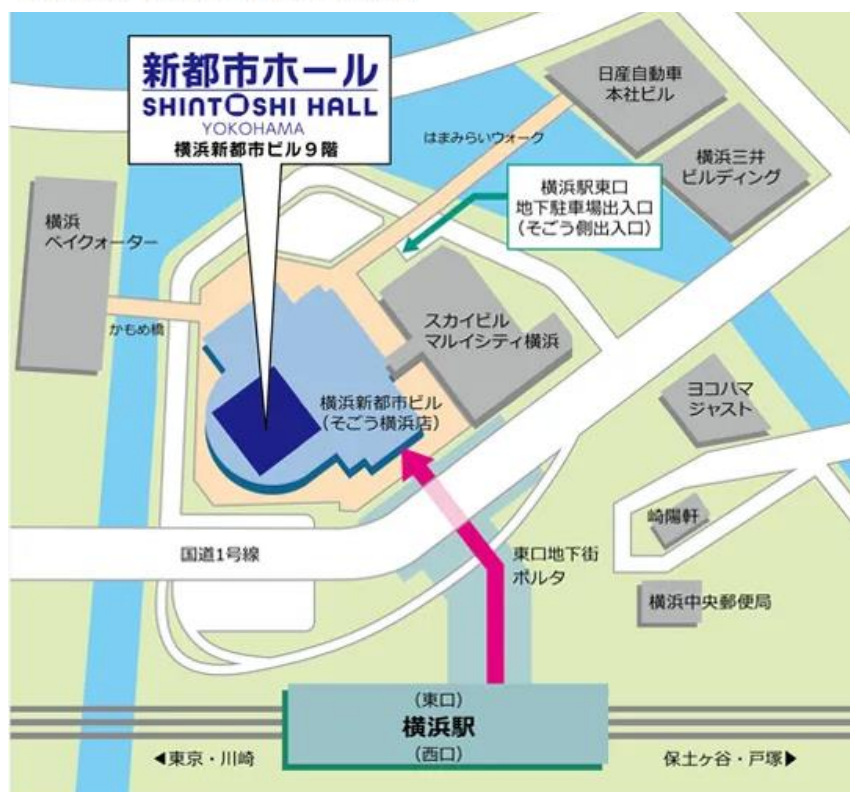 新都市ホール
SHINTOSHI HALL
YOKOHAMA
横浜新都市ビル9階
日産自動車
本社ビル
はまみらいウォーク
横浜三井
ビルディング
横浜駅東口
地下駐車場出入口
(そごう側出入口)
横浜
ベイクォーター
かもめ橋
スカイビル
マルイシティ横浜
横浜新都市ビル
(そごう横浜店)
ヨコハマ
ジャスト
崎陽軒
国道1号線
東口地下街
ポルタ
横浜中央郵便局
(東口)
横浜駅
(西口)
◀東京・川崎
保土ヶ谷・戸塚▶